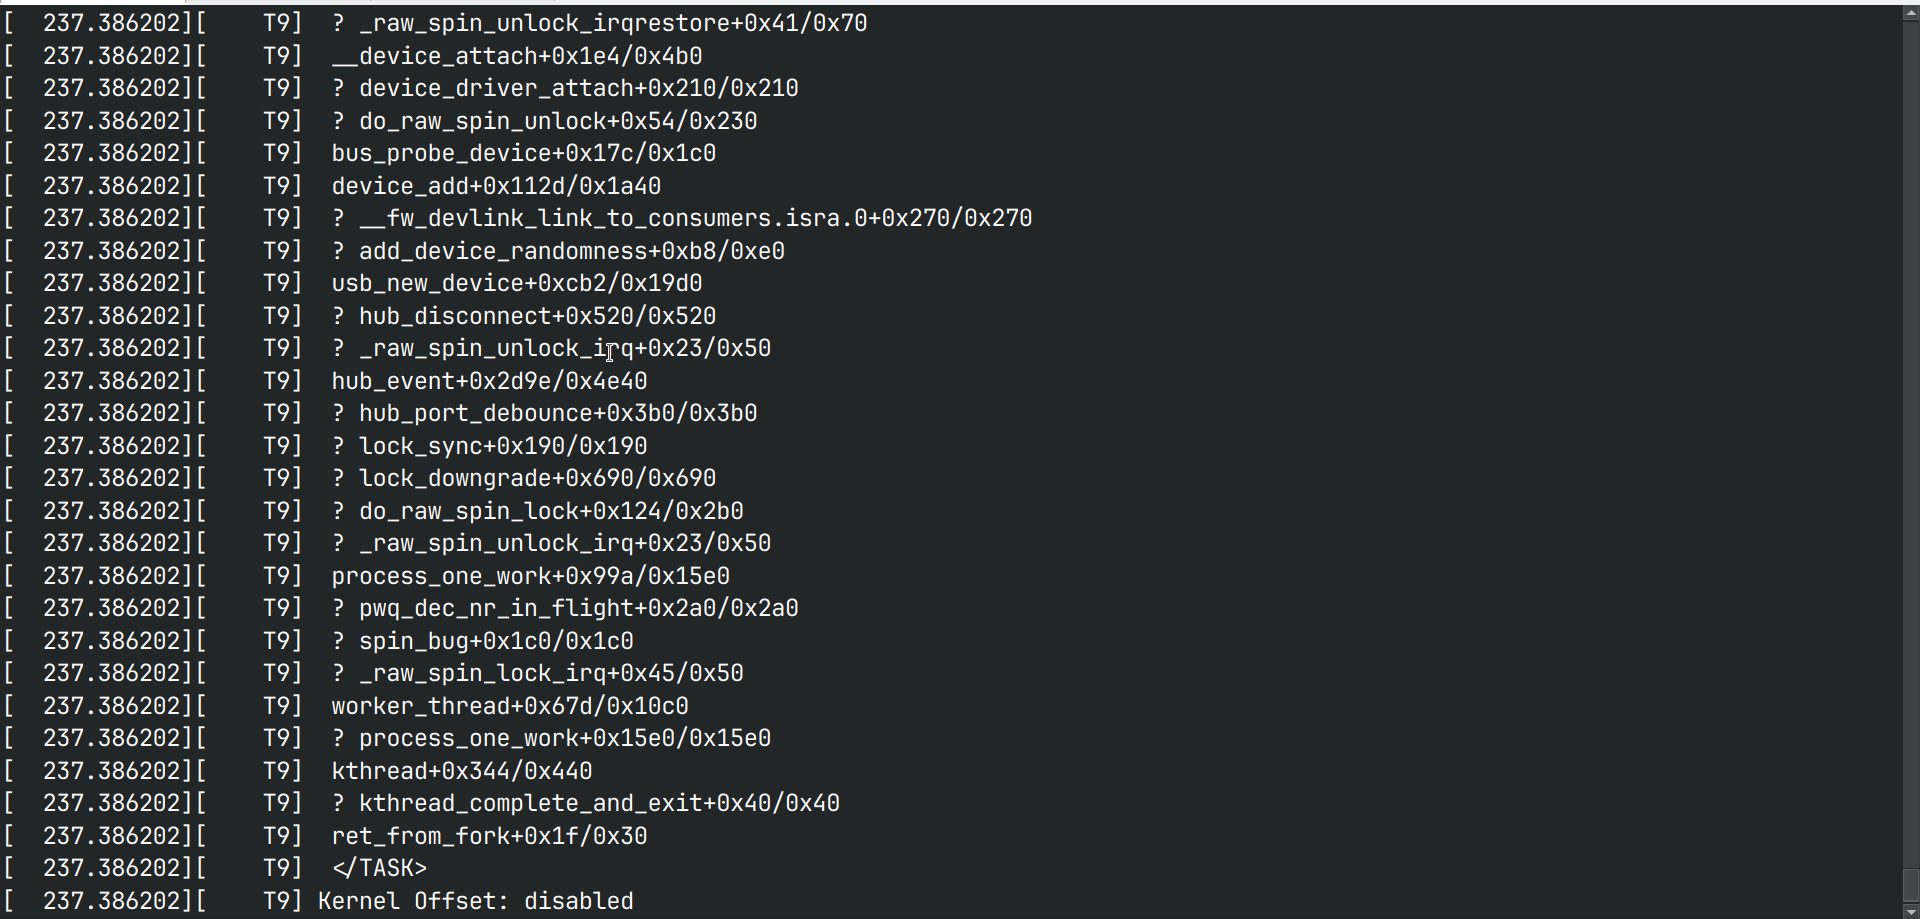 [  237.386202][    T9]  ? _raw_spin_unlock_irqrestore+0x41/0x70
[  237.386202][    T9]  __device_attach+0x1e4/0x4b0
[  237.386202][    T9]  ? device_driver_attach+0x210/0x210
[  237.386202][    T9]  ? do_raw_spin_unlock+0x54/0x230
[  237.386202][    T9]  bus_probe_device+0x17c/0x1c0
[  237.386202][    T9]  device_add+0x112d/0x1a40
[  237.386202][    T9]  ? __fw_devlink_link_to_consumers.isra.0+0x270/0x270
[  237.386202][    T9]  ? add_device_randomness+0xb8/0xe0
[  237.386202][    T9]  usb_new_device+0xcb2/0x19d0
[  237.386202][    T9]  ? hub_disconnect+0x520/0x520
[  237.386202][    T9]  ? _raw_spin_unlock_irq+0x23/0x50
[  237.386202][    T9]  hub_event+0x2d9e/0x4e40
[  237.386202][    T9]  ? hub_port_debounce+0x3b0/0x3b0
[  237.386202][    T9]  ? lock_sync+0x190/0x190
[  237.386202][    T9]  ? lock_downgrade+0x690/0x690
[  237.386202][    T9]  ? do_raw_spin_lock+0x124/0x2b0
[  237.386202][    T9]  ? _raw_spin_unlock_irq+0x23/0x50
[  237.386202][    T9]  process_one_work+0x99a/0x15e0
[  237.386202][    T9]  ? pwq_dec_nr_in_flight+0x2a0/0x2a0
[  237.386202][    T9]  ? spin_bug+0x1c0/0x1c0
[  237.386202][    T9]  ? _raw_spin_lock_irq+0x45/0x50
[  237.386202][    T9]  worker_thread+0x67d/0x10c0
[  237.386202][    T9]  ? process_one_work+0x15e0/0x15e0
[  237.386202][    T9]  kthread+0x344/0x440
[  237.386202][    T9]  ? kthread_complete_and_exit+0x40/0x40
[  237.386202][    T9]  ret_from_fork+0x1f/0x30
[  237.386202][    T9]  </TASK>
[  237.386202][    T9] Kernel Offset: disabled